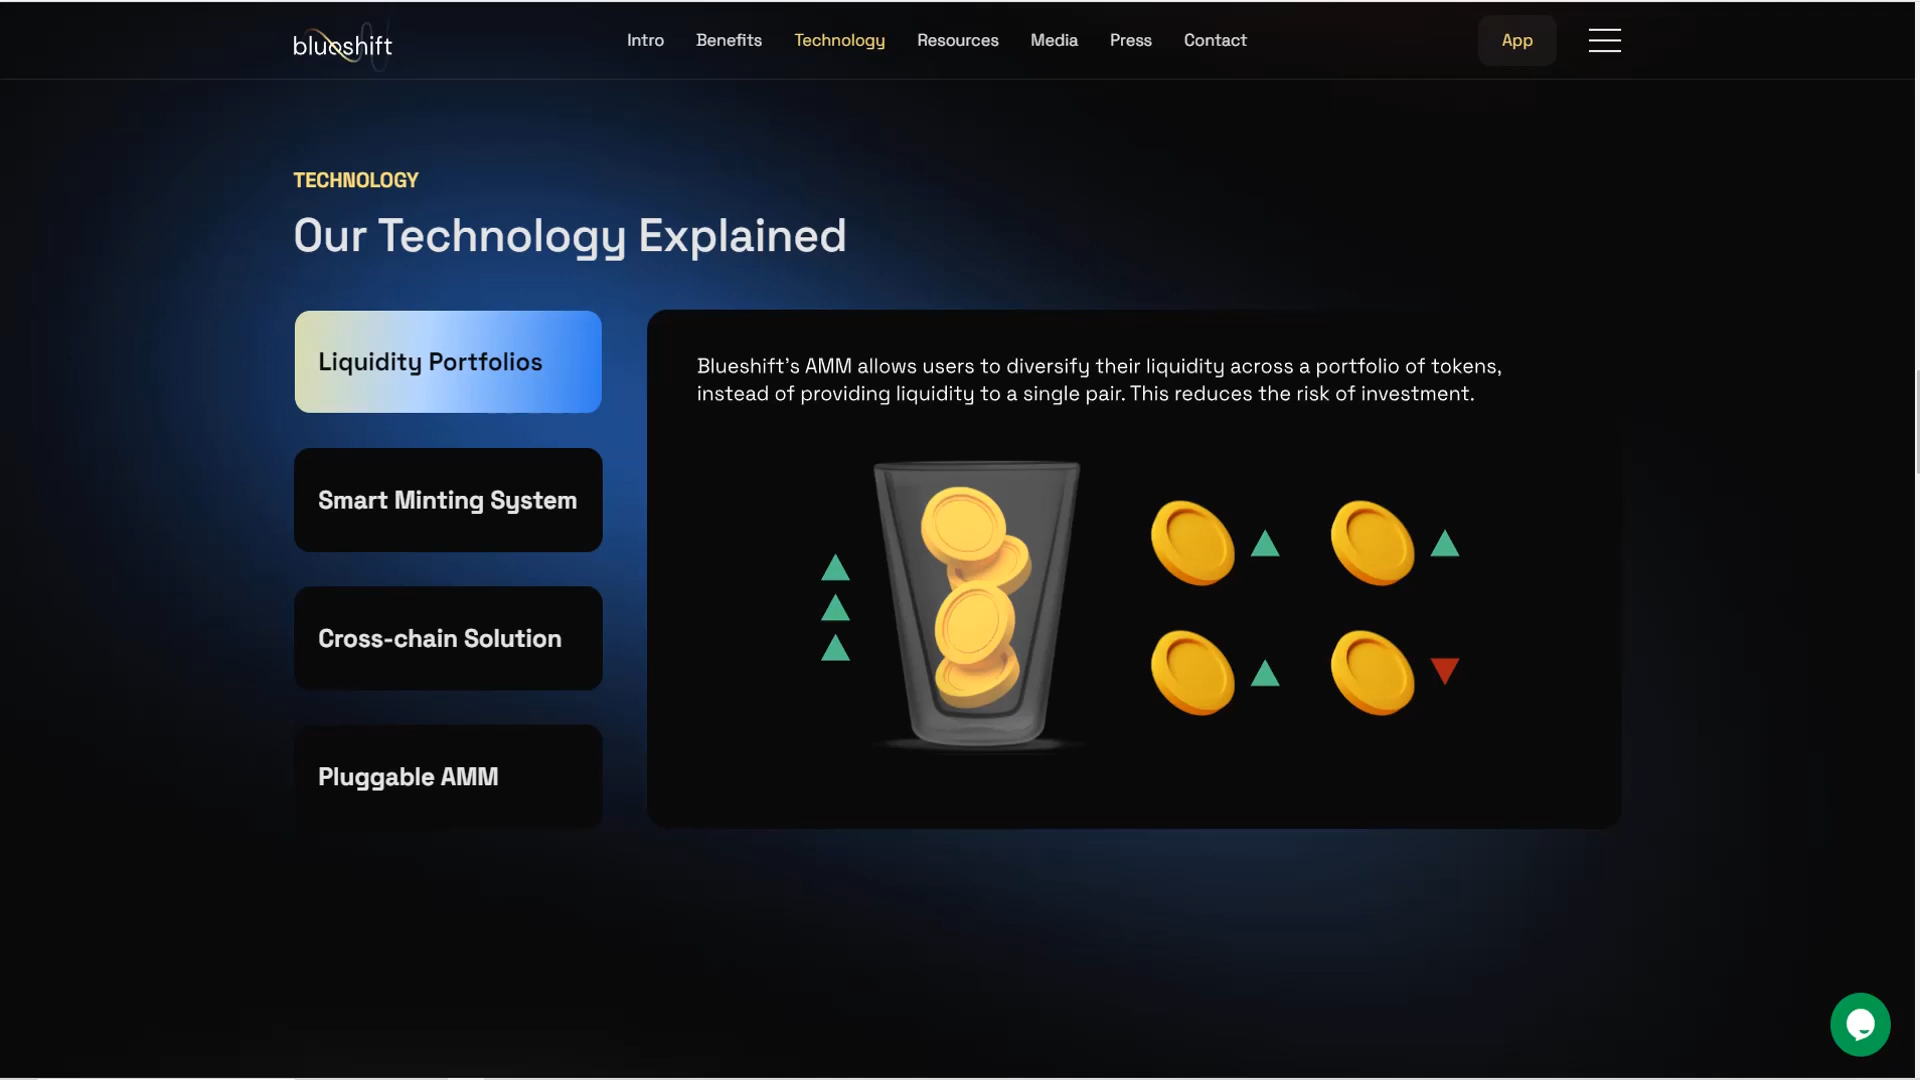 blueshift
Intro
Benefits
Technology
Resources
Media
Press
Contact
App
TECHNOLOGY
Our Technology Explained
Liquidity Portfolios
Smart Minting System
Cross-chain Solution
Pluggable AMM
Blueshift's AMM allows users to diversify their liquidity across a portfolio of tokens,
instead of providing liquidity to a single pair. This reduces the risk of investment.